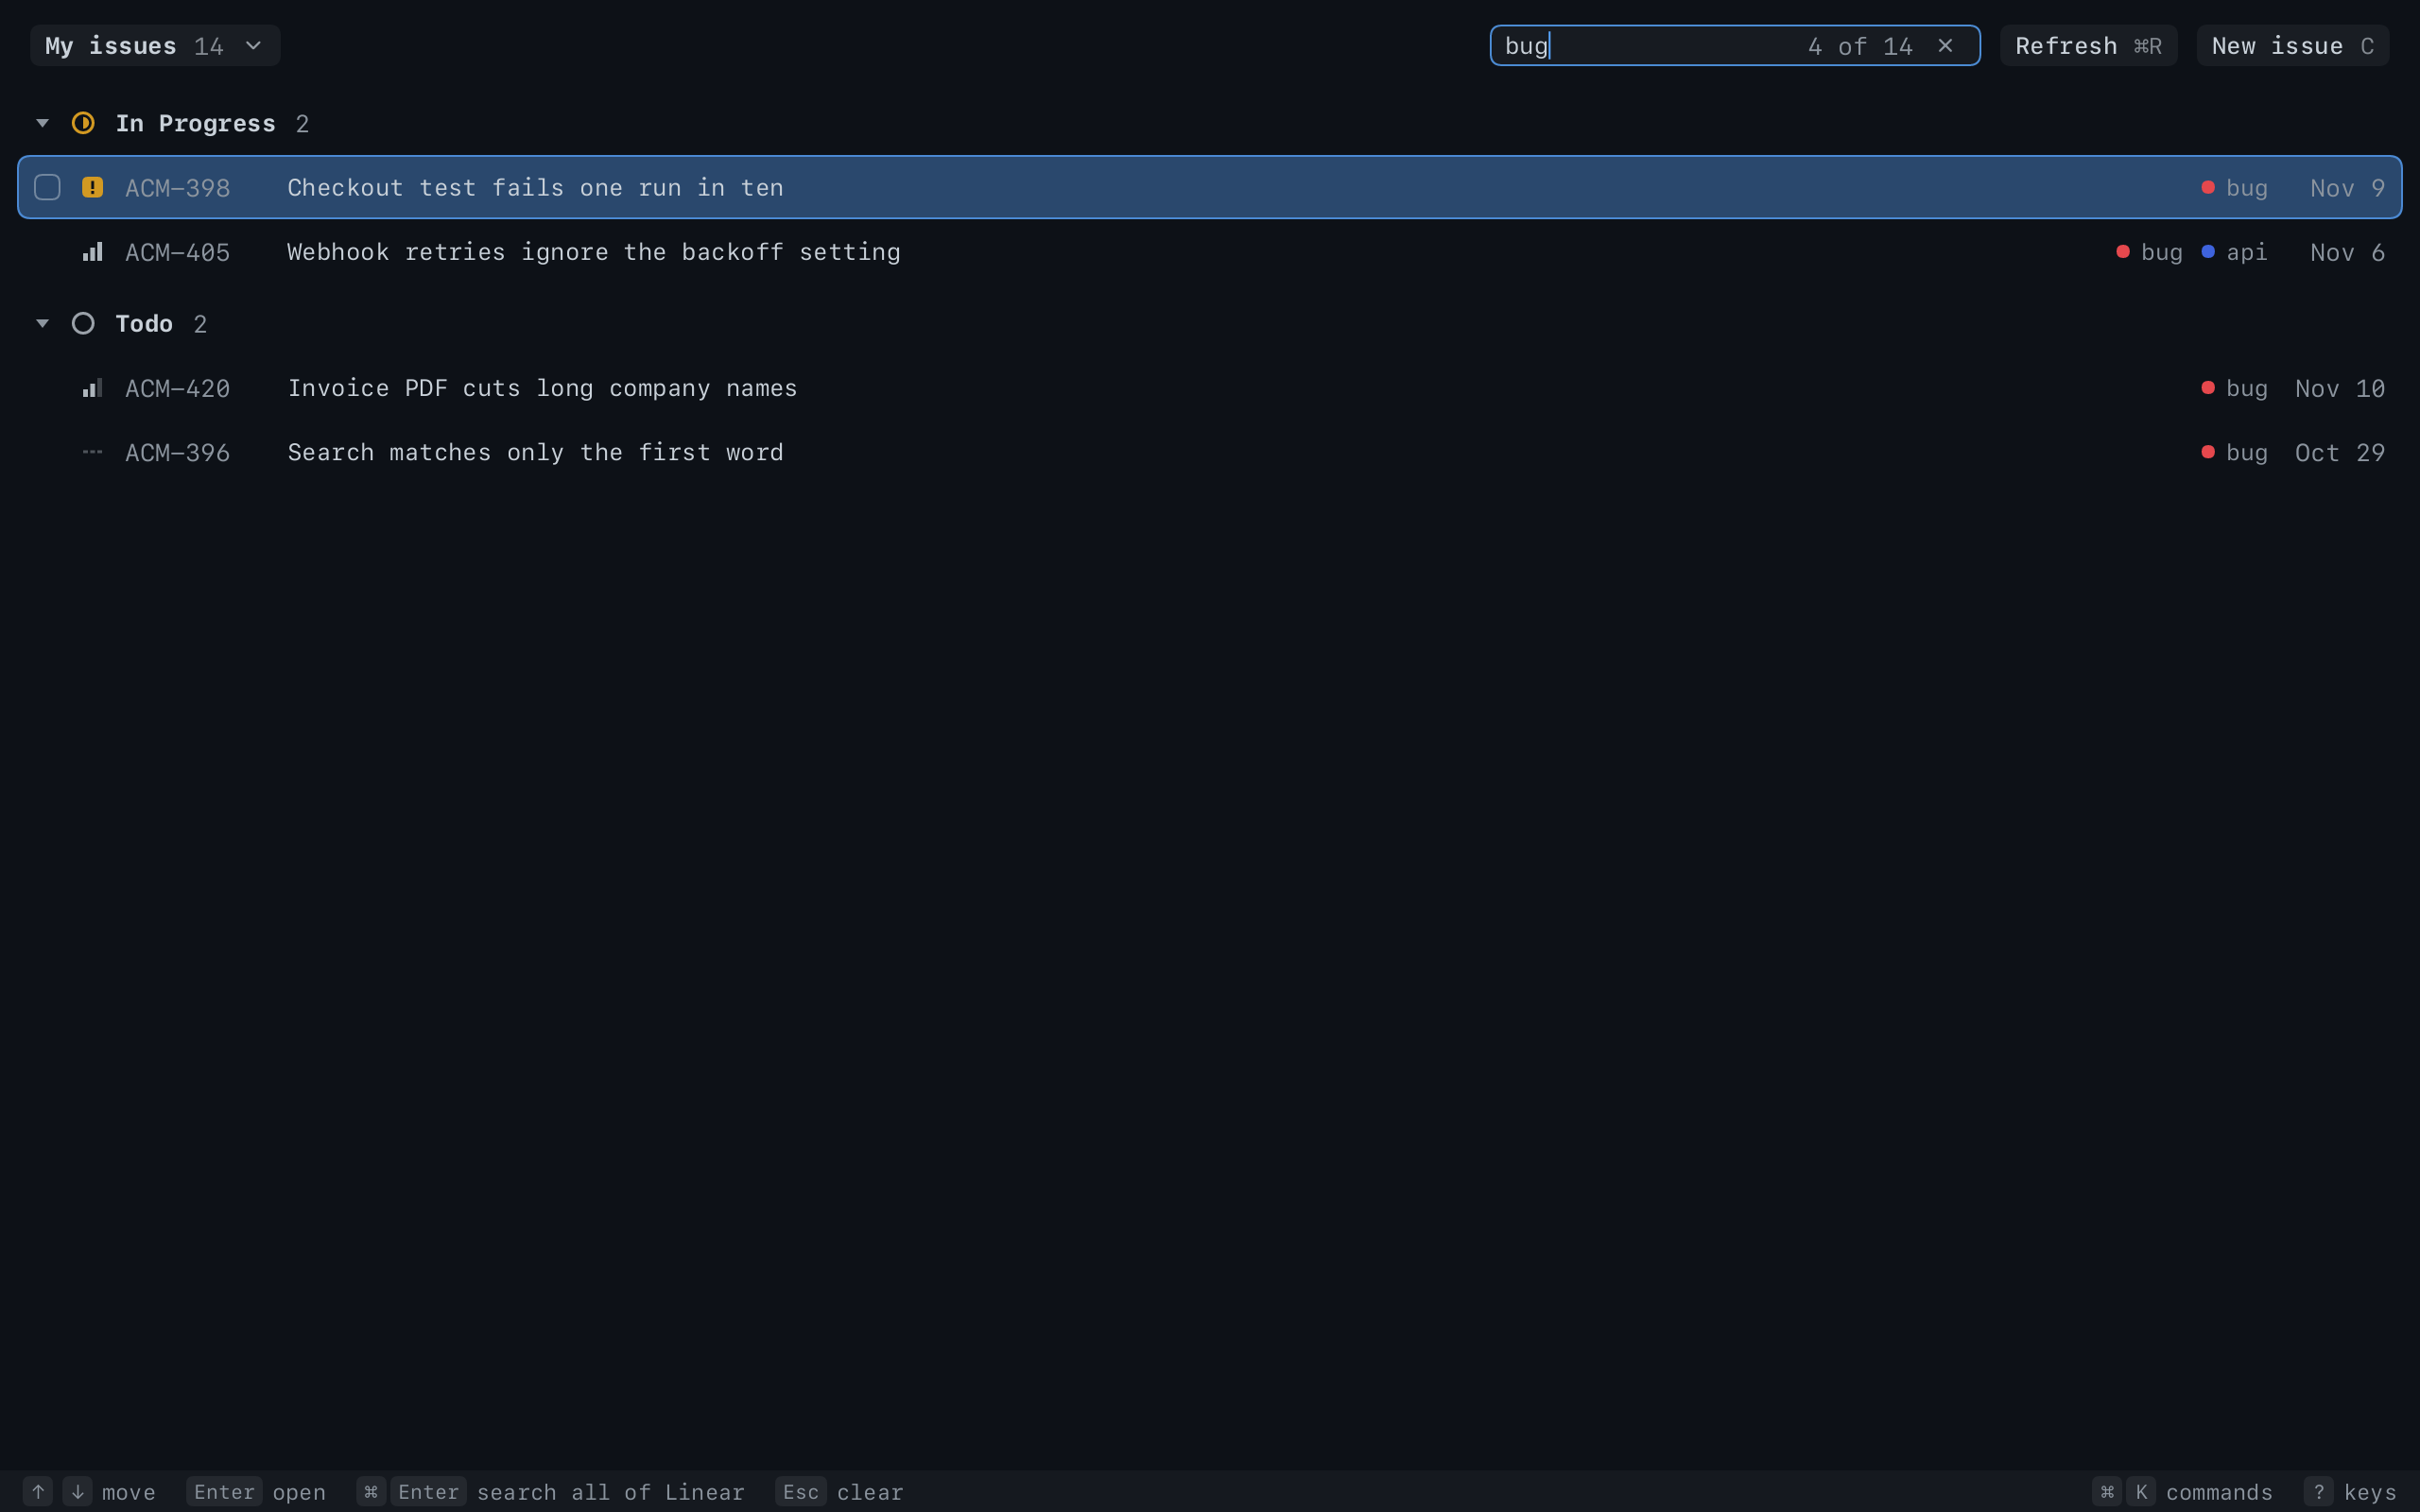 My issues 14
bug 4 of 14 × Refresh ⌘R New issue C
In Progress 2
ACM-398 Checkout test fails one run in ten bug Nov 9
ACM-405 Webhook retries ignore the backoff setting bug api Nov 6
Todo 2
ACM-420 Invoice PDF cuts long company names bug Nov 10
ACM-396 Search matches only the first word bug Oct 29
↑ ↓ move Enter open ⌘ Enter search all of Linear Esc clear ⌘ K commands ? keys